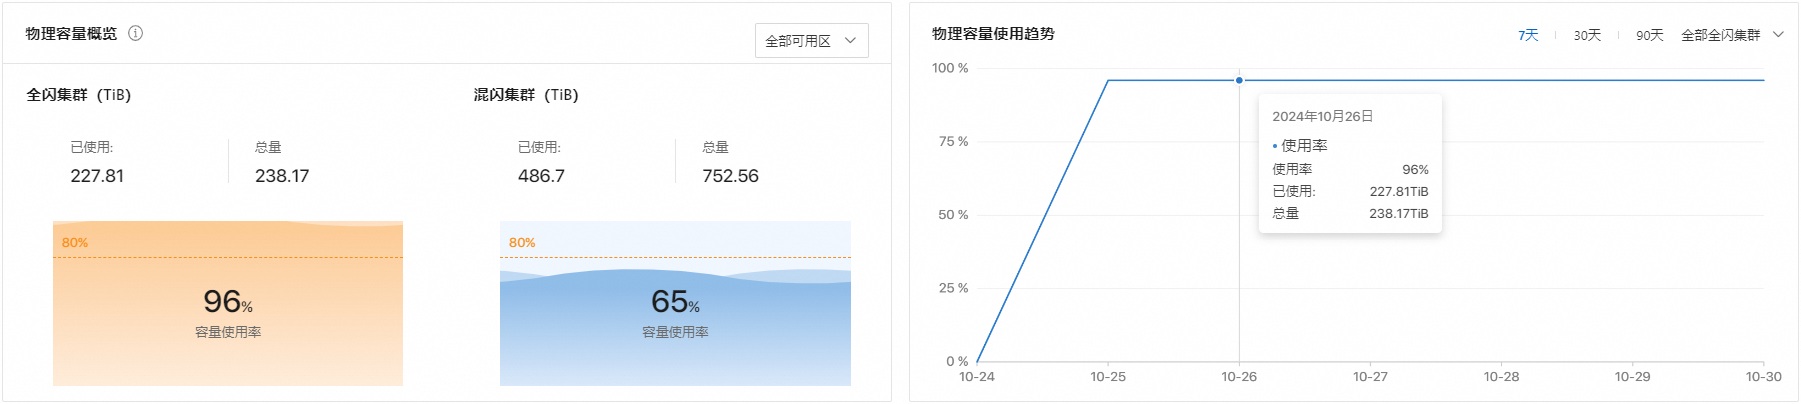 物理容量概览
全部可用区
全闪集群（TiB）
已使用:
227.81
总量
238.17
80%
96%
容量使用率
混闪集群（TiB）
已使用:
486.7
总量
752.56
80%
65%
容量使用率
物理容量使用趋势
7天 30天 90天 全部全闪集群
100 %
75 %
50 %
25 %
0 %
2024年10月26日
使用率
使用率 96%
已使用: 227.81TiB
总量 238.17TiB
10-24 10-25 10-26 10-27 10-28 10-29 10-30